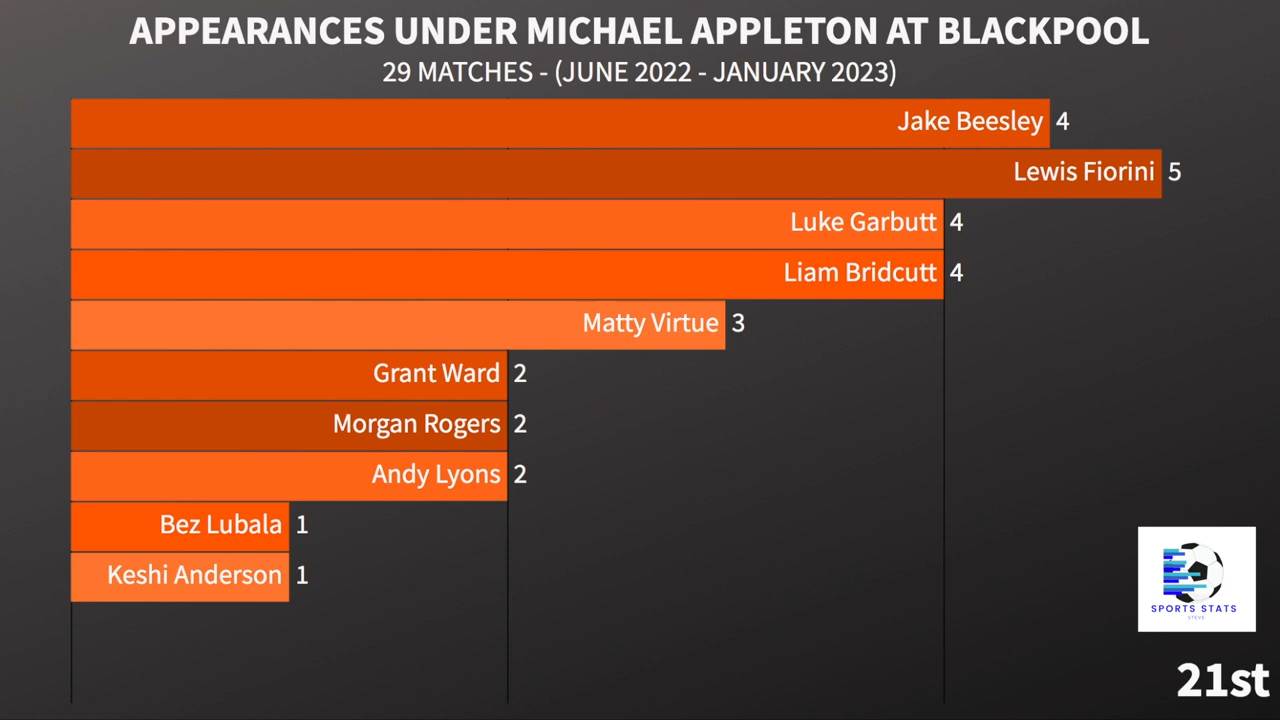 APPEARANCES UNDER MICHAEL APPLETON AT BLACKPOOL
29 MATCHES - (JUNE 2022 - JANUARY 2023)
Jake Beesley 4
Lewis Fiorini 5
Luke Garbutt 4
Liam Bridcutt 4
Matty Virtue 3
Grant Ward 2
Morgan Rogers 2
Andy Lyons 2
Bez Lubala 1
Keshi Anderson 1
SPORTS STATS
STEVE
21st